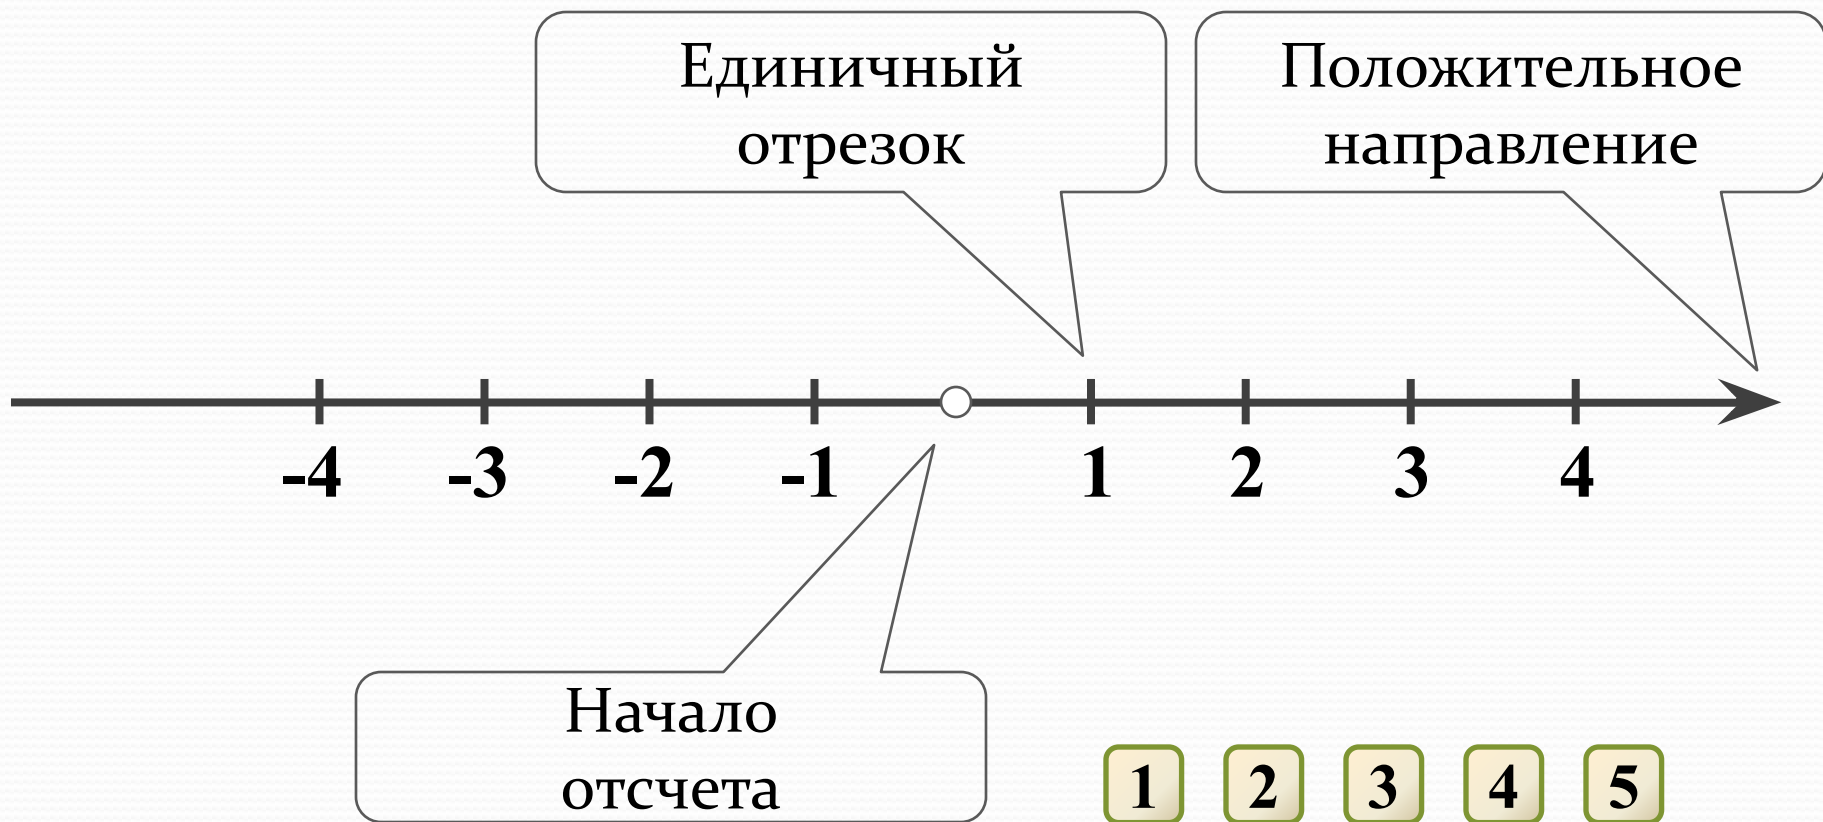 Единичный
отрезок
Положительное
направление
-4 -3 -2 -1 1 2 3 4
Начало
отсчета
1 2 3 4 5